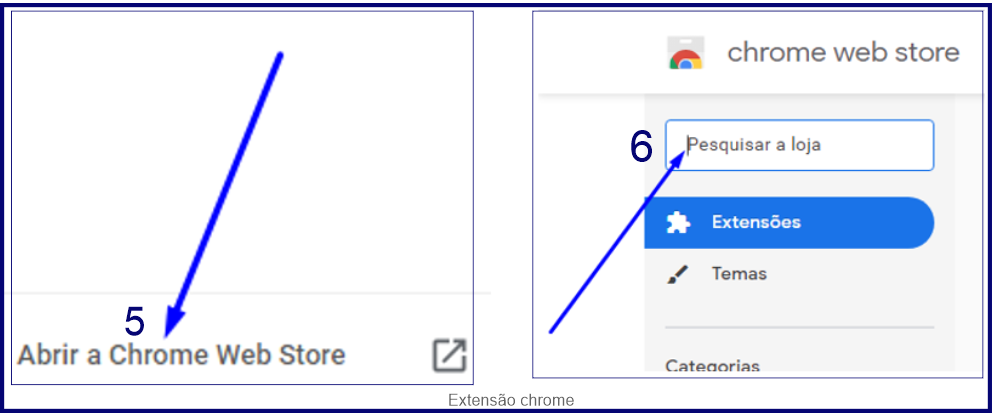 5
Abrir a Chrome Web Store
chrome web store
6
Pesquisar a loja
Extensões
Temas
Categorias
Extensão chrome